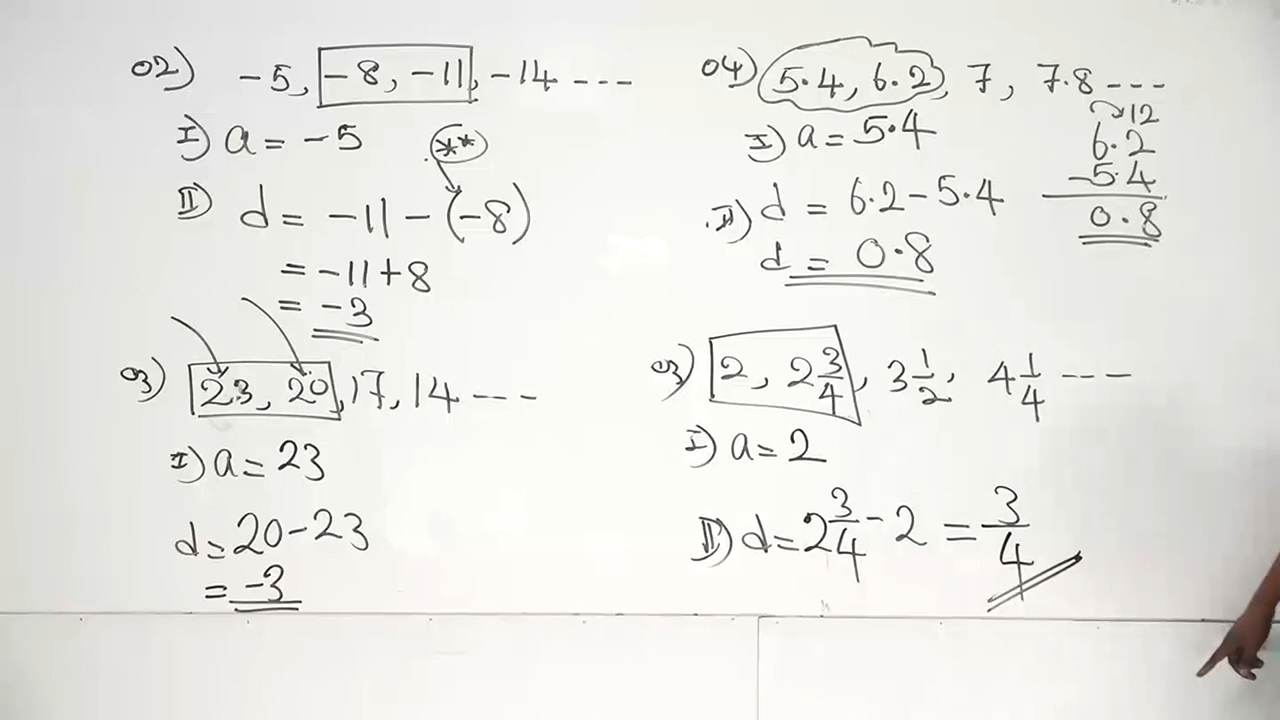 02) -5, -8, -11, -14 ---
I) a = -5
**
II) d = -11 - (-8)
= -11 + 8
= -3
03) 23, 20, 17, 14 ---
I) a = 23
d = 20 - 23
= -3
04) 5.4, 6.2, 7, 7.8 ---
I) a = 5.4
II) d = 6.2 - 5.4
d = 0.8
12
6.2
-5.4
0.8
03) 2, 2 3/4, 3 1/2, 4 1/4 ---
I) a = 2
II) d = 2 3/4 - 2 = 3/4